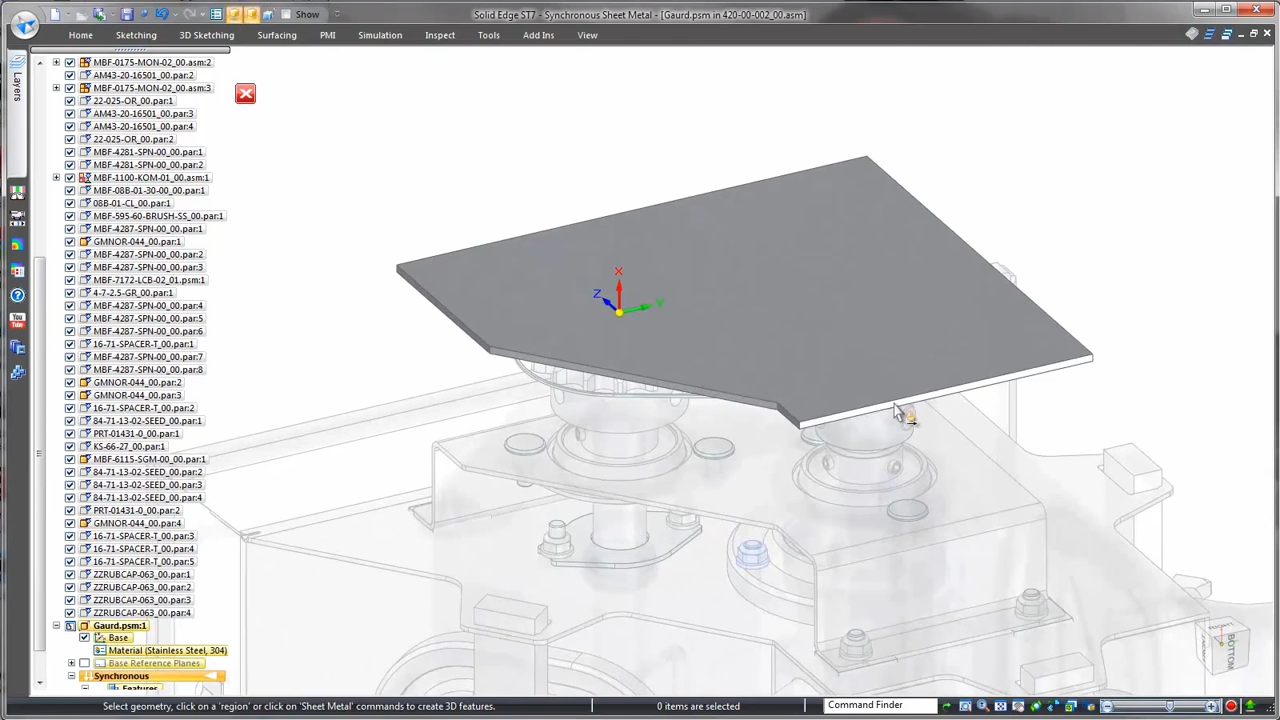 Show
Solid Edge ST7 - Synchronous Sheet Metal - [Gaurd.psm in 420-00-002_00.asm]
Home Sketching 3D Sketching Surfacing PMI Simulation Inspect Tools Add Ins View
Layers
MBF-0175-MON-02_00.asm:2
AM43-20-16501_00.par:2
MBF-0175-MON-02_00.asm:3
22-025-OR_00.par:1
AM43-20-16501_00.par:3
AM43-20-16501_00.par:4
22-025-OR_00.par:2
MBF-4281-SPN-00_00.par:1
MBF-4281-SPN-00_00.par:2
MBF-1100-KOM-01_00.asm:1
MBF-08B-01-30-00_00.par:1
08B-01-CL_00.par:1
MBF-595-60-BRUSH-SS_00.par:1
MBF-4287-SPN-00_00.par:1
GMNOR-044_00.par:1
MBF-4287-SPN-00_00.par:2
MBF-4287-SPN-00_00.par:3
MBF-7172-LCB-02_01.psm:1
4-7-2.5-GR_00.par:1
MBF-4287-SPN-00_00.par:4
MBF-4287-SPN-00_00.par:5
MBF-4287-SPN-00_00.par:6
16-71-SPACER-T_00.par:1
MBF-4287-SPN-00_00.par:7
MBF-4287-SPN-00_00.par:8
GMNOR-044_00.par:2
GMNOR-044_00.par:3
16-71-SPACER-T_00.par:2
84-71-13-02-SEED_00.par:1
PRT-01431-0_00.par:1
KS-66-27_00.par:1
MBF-6115-SGM-00_00.par:1
84-71-13-02-SEED_00.par:2
84-71-13-02-SEED_00.par:3
84-71-13-02-SEED_00.par:4
PRT-01431-0_00.par:2
GMNOR-044_00.par:4
16-71-SPACER-T_00.par:3
16-71-SPACER-T_00.par:4
16-71-SPACER-T_00.par:5
ZZRUBCAP-063_00.par:1
ZZRUBCAP-063_00.par:2
ZZRUBCAP-063_00.par:3
ZZRUBCAP-063_00.par:4
Gaurd.psm:1
Base
Material (Stainless Steel, 304)
Base Reference Planes
Synchronous
Features
X
Z
Y
BOTTOM
You Tube
Select geometry, click on a 'region' or click on 'Sheet Metal' commands to create 3D features.
0 items are selected
Command Finder